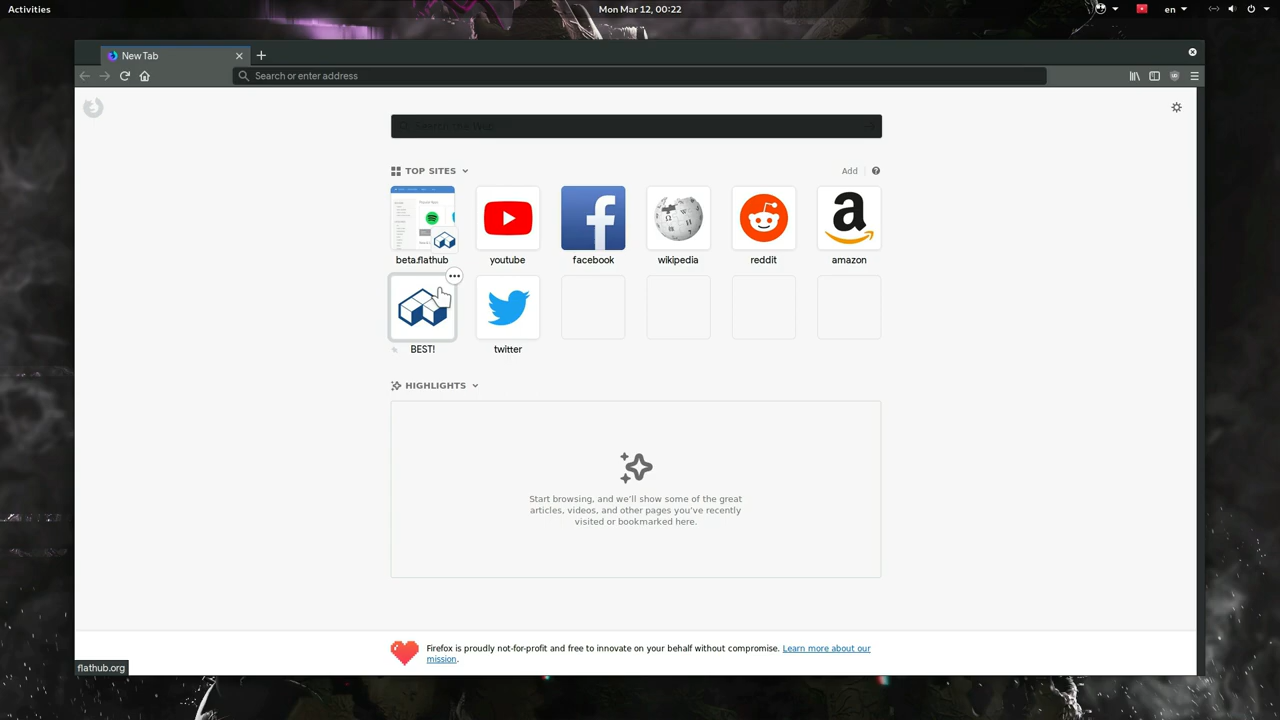 Activities
Mon Mar 12, 00:22
en
New Tab
Search or enter address
TOP SITES
Add
beta.flathub
youtube
facebook
wikipedia
reddit
amazon
BEST!
twitter
HIGHLIGHTS
Start browsing, and we'll show some of the great
articles, videos, and other pages you've recently
visited or bookmarked here.
Firefox is proudly not-for-profit and free to innovate on your behalf without compromise. Learn more about our
mission.
flathub.org